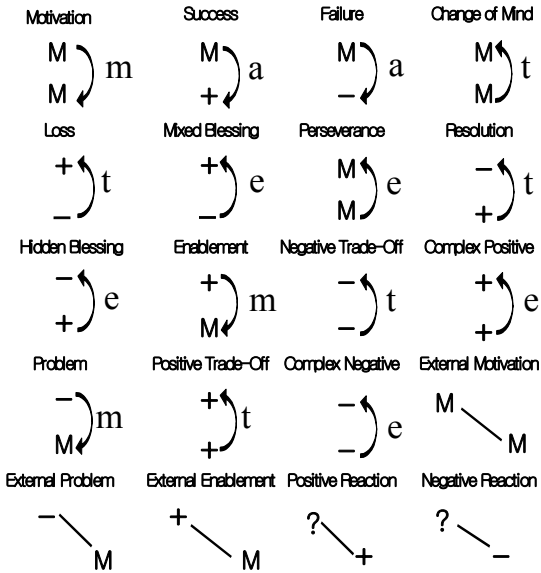 Motivation Success Failure Change of Mind
M M M M
m a a t
M + – M
Loss Mixed Blessing Perseverance Resolution
+ + M –
t e e t
– – M +
Hidden Blessing Enablement Negative Trade-Off Complex Positive
– + – +
e m t e
+ M – +
Problem Positive Trade-Off Complex Negative External Motivation
– + – M
m t e
M + – M
External Problem External Enablement Positive Reaction Negative Reaction
– + ? ?
M M + –